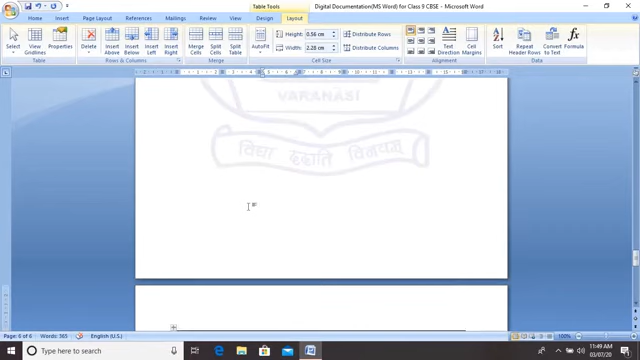 Table Tools
Digital Documentation(MS Word) for Class 9 CBSE - Microsoft Word
Home Insert Page Layout References Mailings Review View Design Layout
Select View Gridlines Properties Delete Insert Above Insert Below Insert Left Insert Right Merge Cells Split Cells Split Table AutoFit Height: 0.56 cm Distribute Rows Text Direction Cell Margins Sort Repeat Header Rows Convert to Text Formula
Width: 2.28 cm Distribute Columns
Table Rows & Columns Merge Cell Size Alignment Data
VARANASI
विद्या ददाति विनयम्
Page: 6 of 6 Words: 365 English (U.S.) 100%
Type here to search
11:49 AM
03/07/20